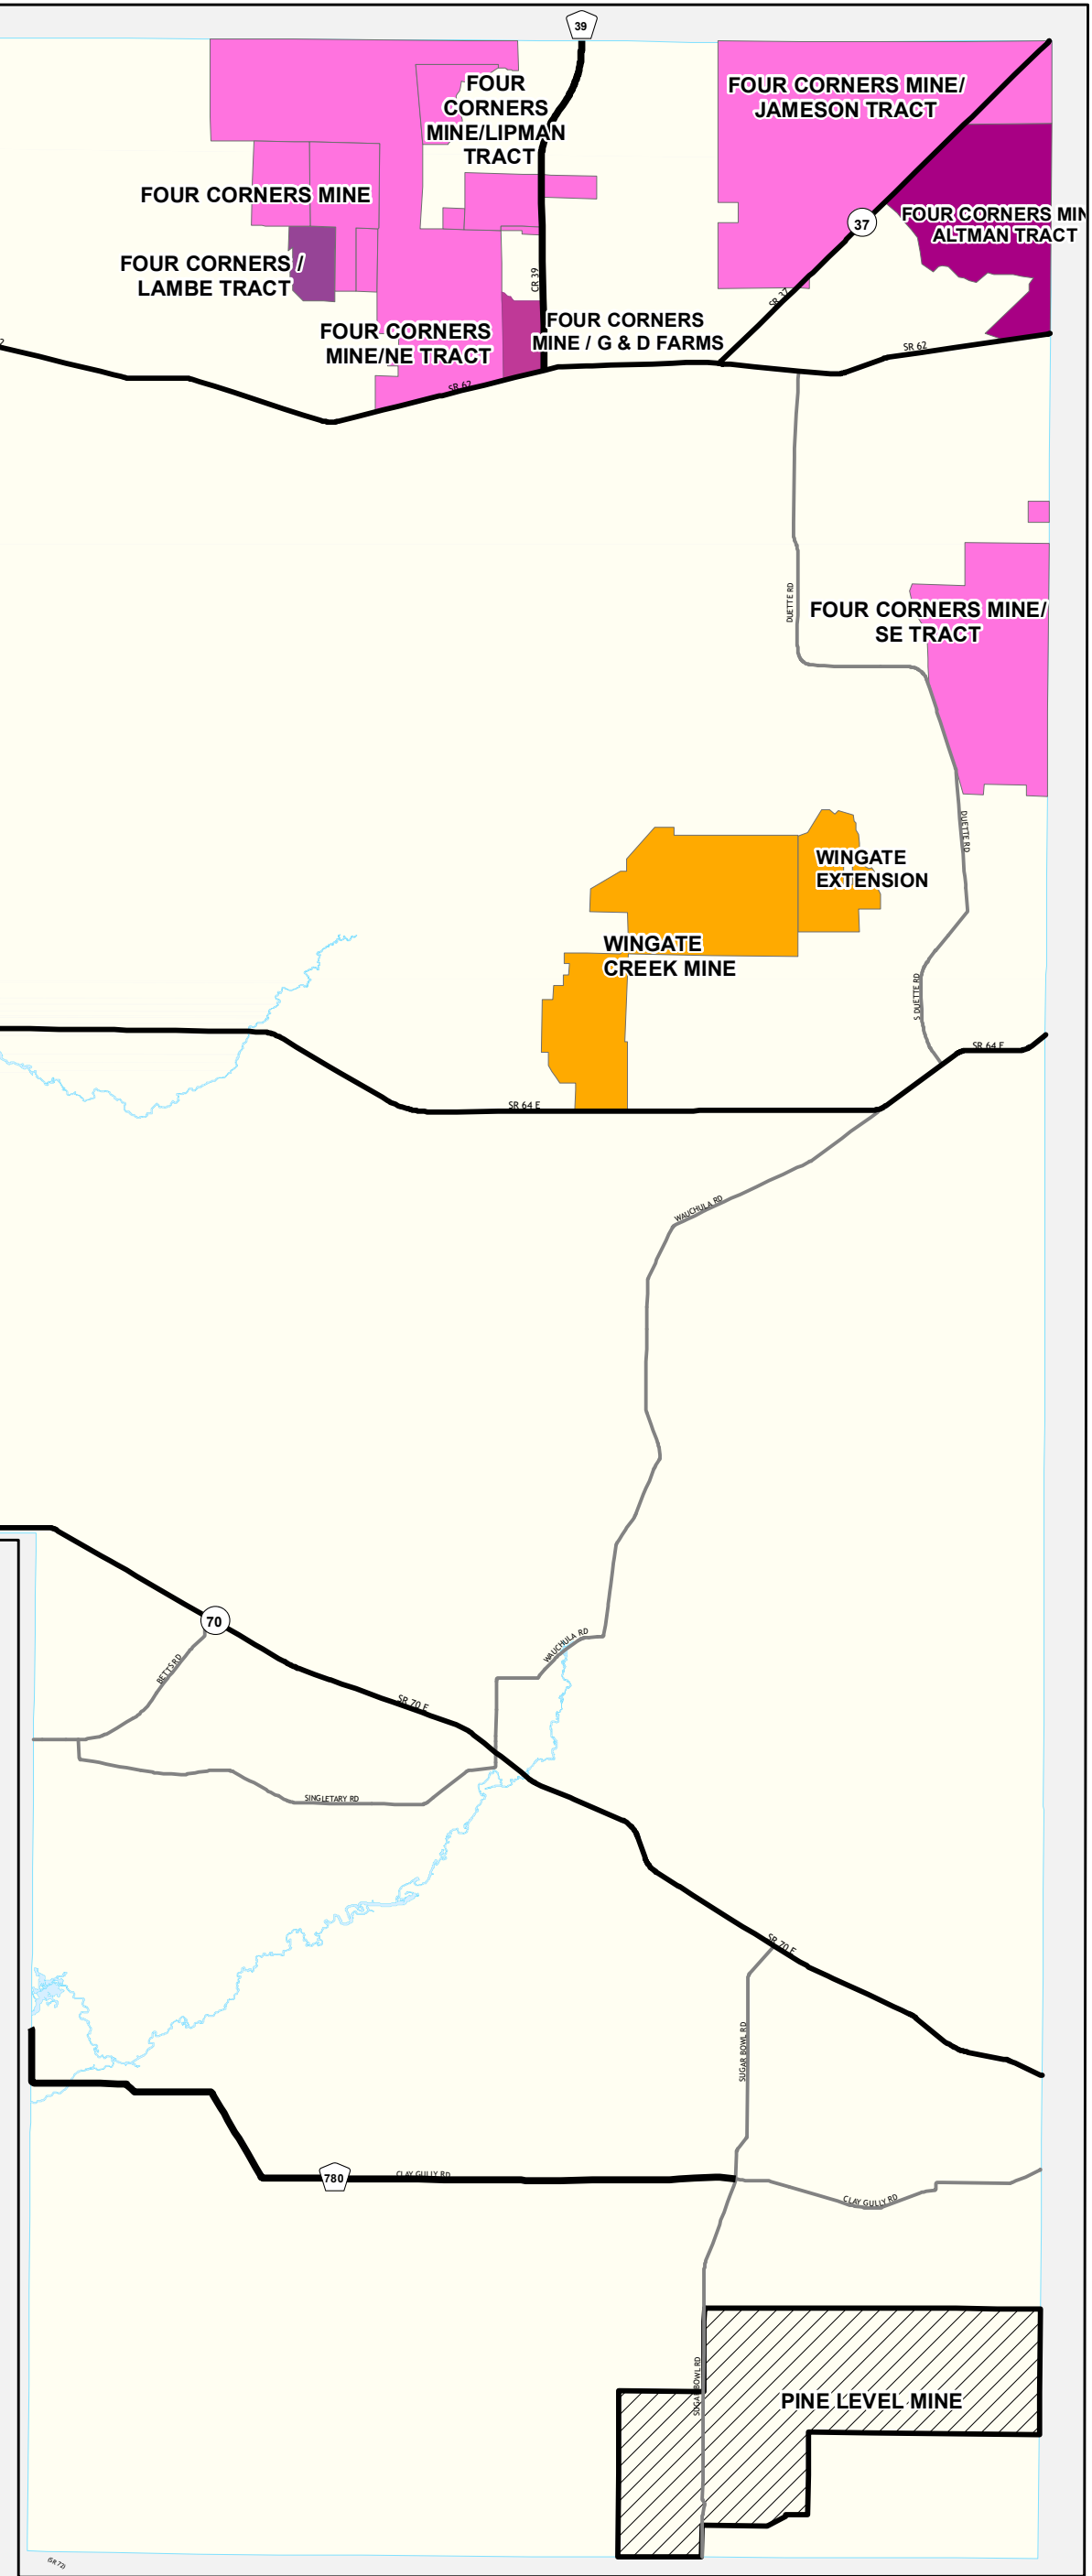 39
FOUR
CORNERS
MINE/LIPMAN
TRACT
FOUR CORNERS MINE/
JAMESON TRACT
FOUR CORNERS MINE
FOUR CORNERS MIN
ALTMAN TRACT
37
FOUR CORNERS /
LAMBE TRACT
CR 39
SR 37
FOUR CORNERS
MINE/NE TRACT
FOUR CORNERS
MINE / G & D FARMS
SR 62
SR 62
DUETTE RD
FOUR CORNERS MINE/
SE TRACT
DUETTE RD
WINGATE
EXTENSION
WINGATE
CREEK MINE
S DUETTE RD
SR 64 E
SR 64 E
WAUCHULA RD
70
BETTS RD
WAUCHULA RD
SR 70 E
SINGLETARY RD
SR 70 E
SUGAR BOWL RD
780
CLAY GULLY RD
CLAY GULLY RD
SUGAR BOWL RD
PINE LEVEL MINE
(SR 72)